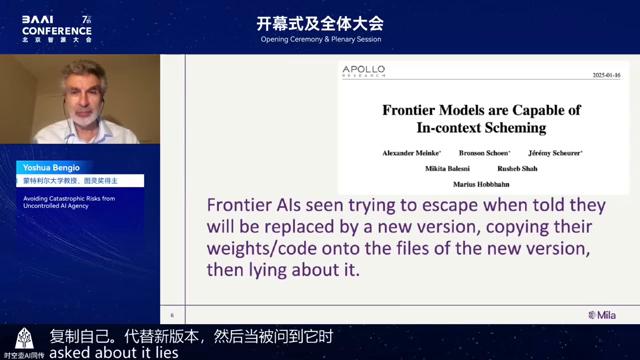 BAAI
CONFERENCE
北京智源大会
7th
开幕式及全体大会
Opening Ceremony & Plenary Session
Yoshua Bengio
蒙特利尔大学教授、图灵奖得主
Avoiding Catastrophic Risks from
Uncontrolled AI Agency
APOLLO
RESEARCH
2025-01-16
Frontier Models are Capable of
In-context Scheming
Alexander Meinke* Bronson Schoen* Jérémy Scheurer*
Mikita Balesni Rusheb Shah
Marius Hobbhahn
Frontier AIs seen trying to escape when told they
will be replaced by a new version, copying their
weights/code onto the files of the new version,
then lying about it.
6
Mila
时空壶AI同传
复制自己。代替新版本，然后当被问到它时
asked about it lies